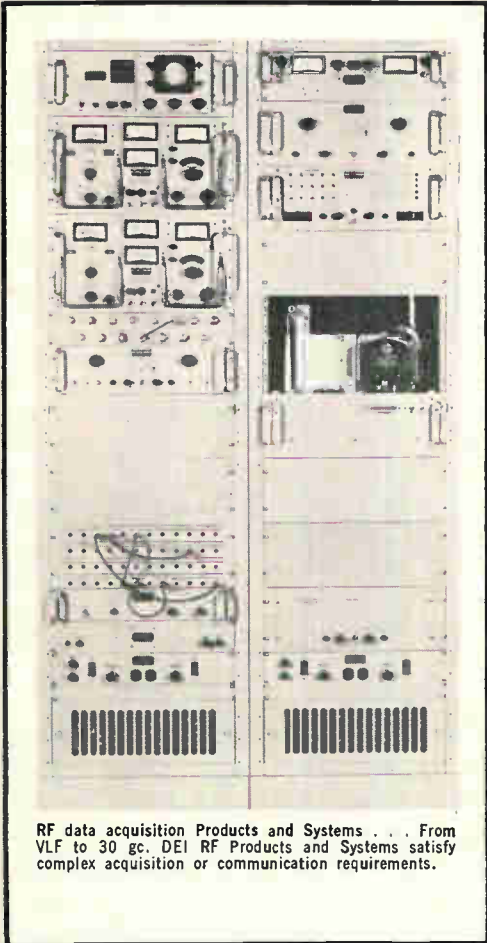 RF data acquisition Products and Systems . . . From
VLF to 30 gc. DEI RF Products and Systems satisfy
complex acquisition or communication requirements.